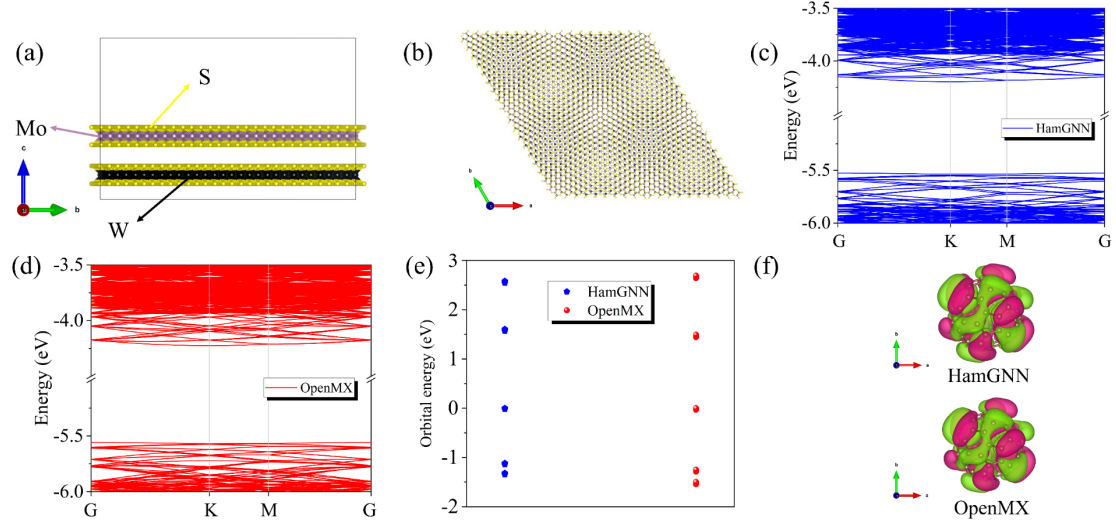 (a)
S
Mo
W
c
b
(b)
b
a
(c)
-3.5
-4.0
-5.5
-6.0
Energy (eV)
HamGNN
G K M G
(d)
-3.5
-4.0
-5.5
-6.0
Energy (eV)
OpenMX
G K M G
(e)
3
2
1
0
-1
-2
Orbital energy (eV)
HamGNN
OpenMX
(f)
b
a
HamGNN
b
a
OpenMX